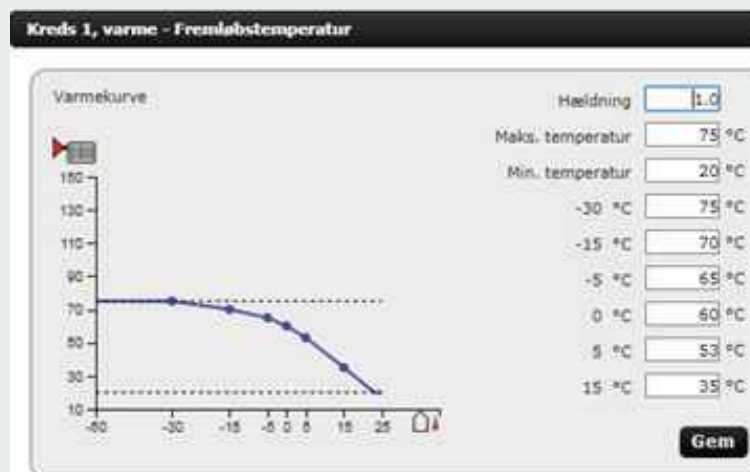 Kreds 1, varme - Fremløbstemperatur
Varmekurve
Hældning 1.0
Maks. temperatur 75 °C
Min. temperatur 20 °C
-30 °C 75 °C
-15 °C 70 °C
-5 °C 65 °C
0 °C 60 °C
5 °C 53 °C
15 °C 35 °C
Gem
150
130
110
90
70
50
30
10
-50 -30 -15 -5 0 5 15 25